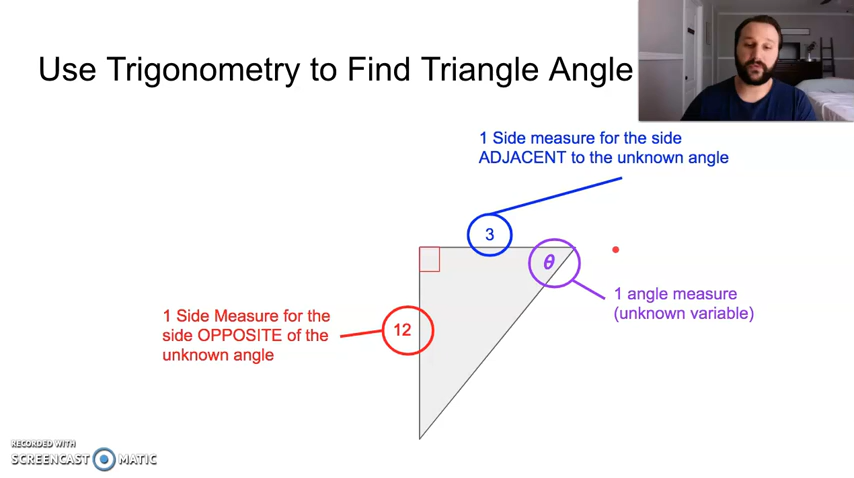 Use Trigonometry to Find Triangle Angle
1 Side measure for the side
ADJACENT to the unknown angle
3
θ
1 angle measure
(unknown variable)
1 Side Measure for the
side OPPOSITE of the
unknown angle
12
RECORDED WITH
SCREENCAST MATIC